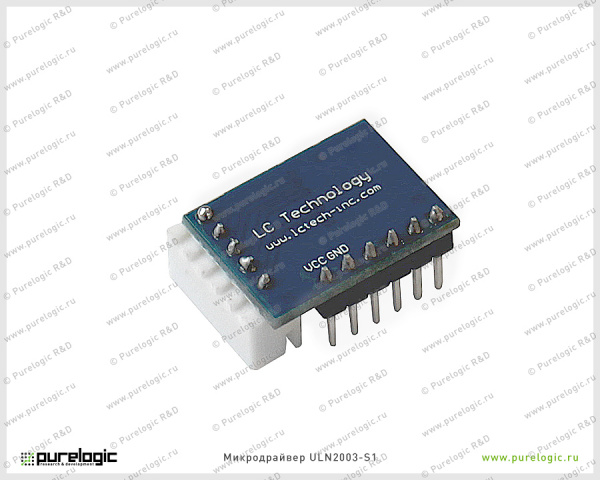 © Purelogic R&D
www.purelogic.ru
LC Technology
www.lctech-inc.com
VCC GND
purelogic
research & development
Микродрайвер ULN2003-S1
www.purelogic.ru